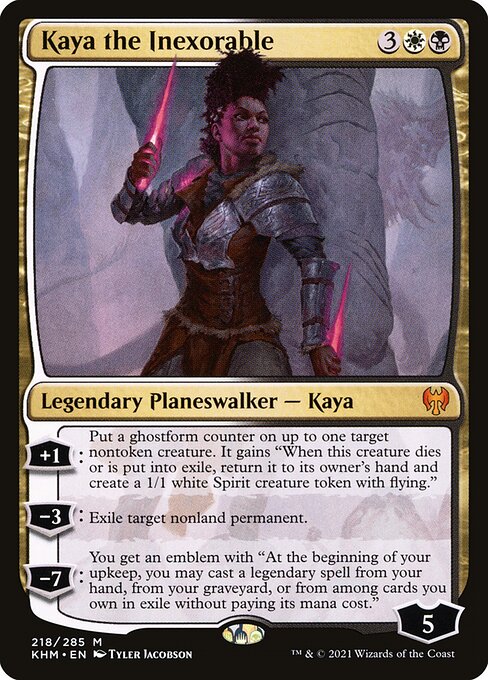 Kaya the Inexorable 3
Legendary Planeswalker — Kaya
+1: Put a ghostform counter on up to one target
nontoken creature. It gains “When this creature dies
or is put into exile, return it to its owner’s hand and
create a 1/1 white Spirit creature token with flying.”
−3: Exile target nonland permanent.
−7: You get an emblem with “At the beginning of your
upkeep, you may cast a legendary spell from your
hand, from your graveyard, or from among cards you
own in exile without paying its mana cost.”
5
218/285 M
KHM • EN Tyler Jacobson
™ & © 2021 Wizards of the Coast